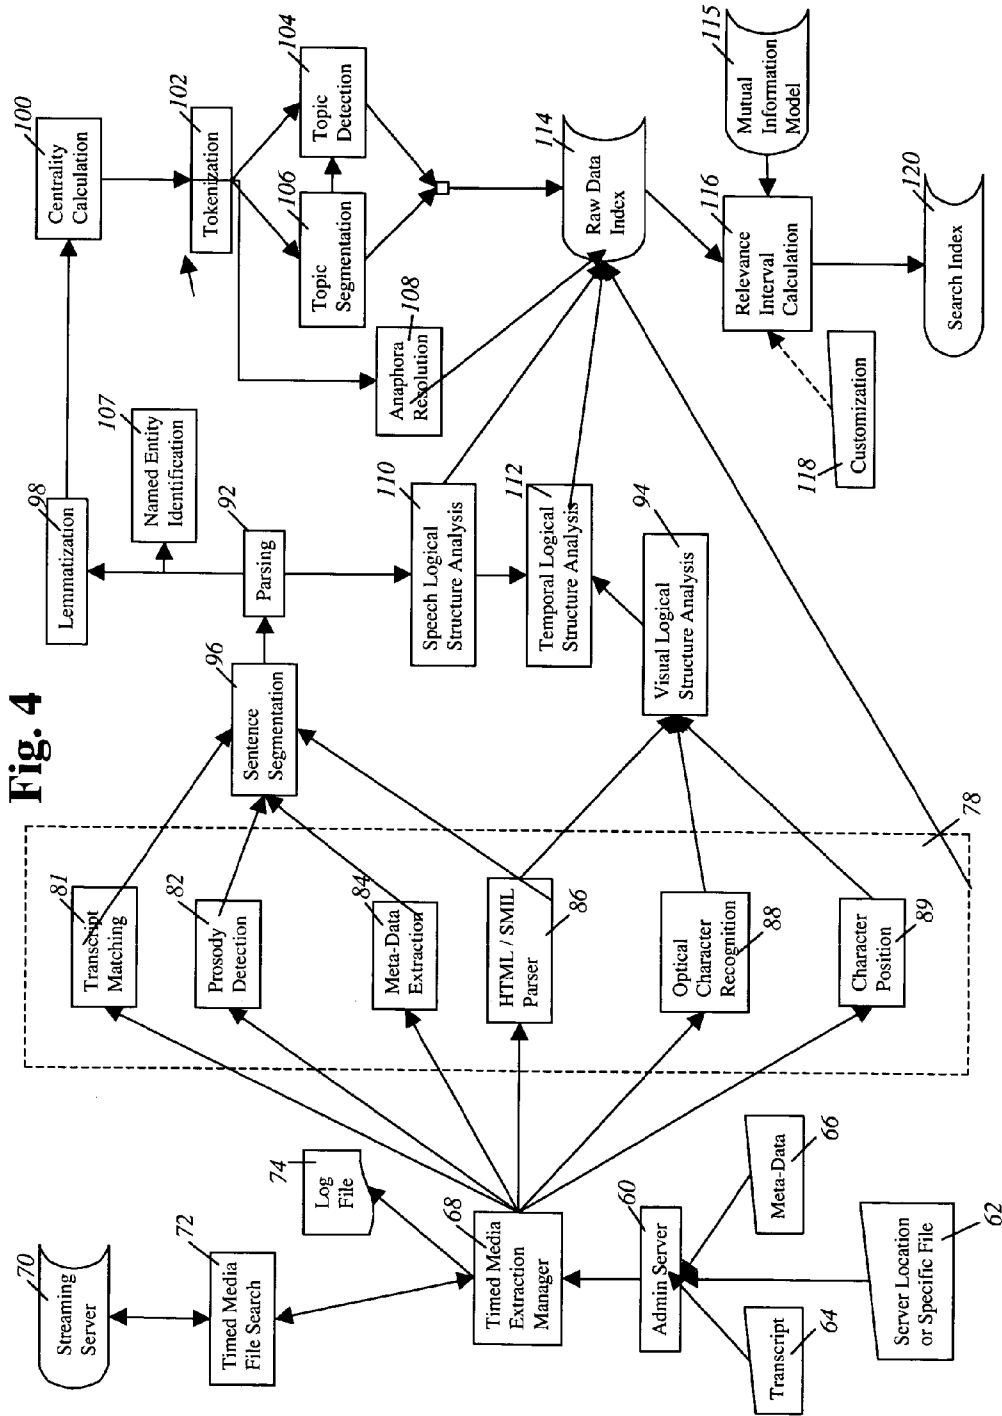 Fig. 4
70
Streaming
Server
72
Timed Media
File Search
74
Log
File
68
Timed Media
Extraction
Manager
60
Admin Server
Transcript
64
Meta-Data
66
Server Location
or Specific File
62
81
Transcript
Matching
82
Prosody
Detection
84
Meta-Data
Extraction
HTML / SMIL
Parser
86
Optical
Character
Recognition
88
Character
Position
89
78
96
Sentence
Segmentation
98
Lemmatization
107
Named Entity
Identification
92
Parsing
110
Speech Logical
Structure Analysis
112
Temporal Logical
Structure Analysis
94
Visual Logical
Structure Analysis
100
Centrality
Calculation
102
Tokenization
104
Topic
Detection
106
Topic
Segmentation
108
Anaphora
Resolution
114
Raw Data
Index
115
Mutual
Information
Model
116
Relevance
Interval
Calculation
118
Customization
120
Search Index